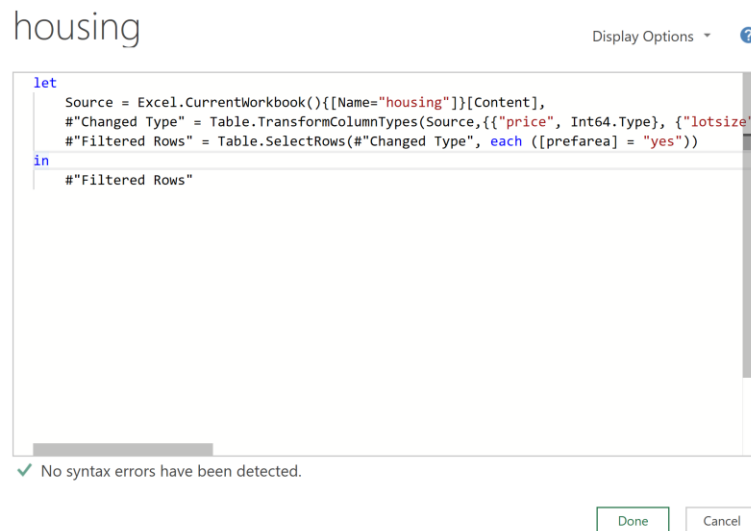 housing
Display Options
?
let
Source = Excel.CurrentWorkbook(){[Name="housing"]}[Content],
#"Changed Type" = Table.TransformColumnTypes(Source,{{"price", Int64.Type}, {"lotsize"
#"Filtered Rows" = Table.SelectRows(#"Changed Type", each ([prefarea] = "yes"))
in
#"Filtered Rows"
No syntax errors have been detected.
Done
Cancel